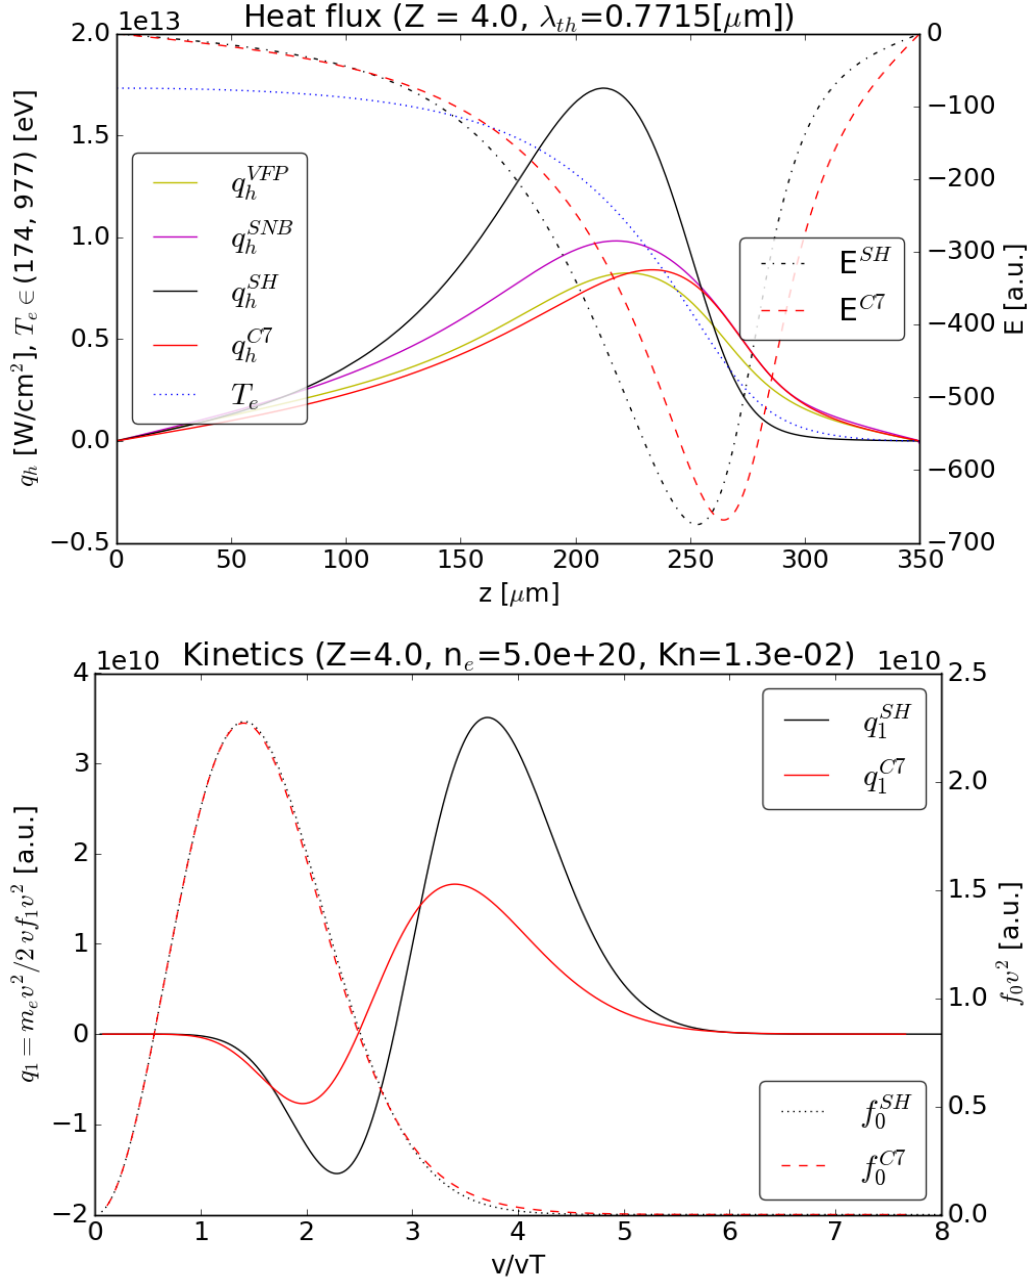 Heat flux (Z = 4.0, λ_th=0.7715[μm])
1e13
2.0
1.5
1.0
0.5
0.0
−0.5
q_h [W/cm²], T_e ∈ (174, 977) [eV]
q_h^VFP
q_h^SNB
q_h^SH
q_h^C7
T_e
E^SH
E^C7
0
−100
−200
−300
−400
−500
−600
−700
E [a.u.]
0 50 100 150 200 250 300 350
z [μm]
Kinetics (Z=4.0, n_e=5.0e+20, Kn=1.3e-02)
1e10
1e10
4
3
2
1
0
−1
−2
q_1 = m_e v²/2 v f_1 v² [a.u.]
q_1^SH
q_1^C7
f_0^SH
f_0^C7
2.5
2.0
1.5
1.0
0.5
0.0
f_0 v² [a.u.]
0 1 2 3 4 5 6 7 8
v/vT